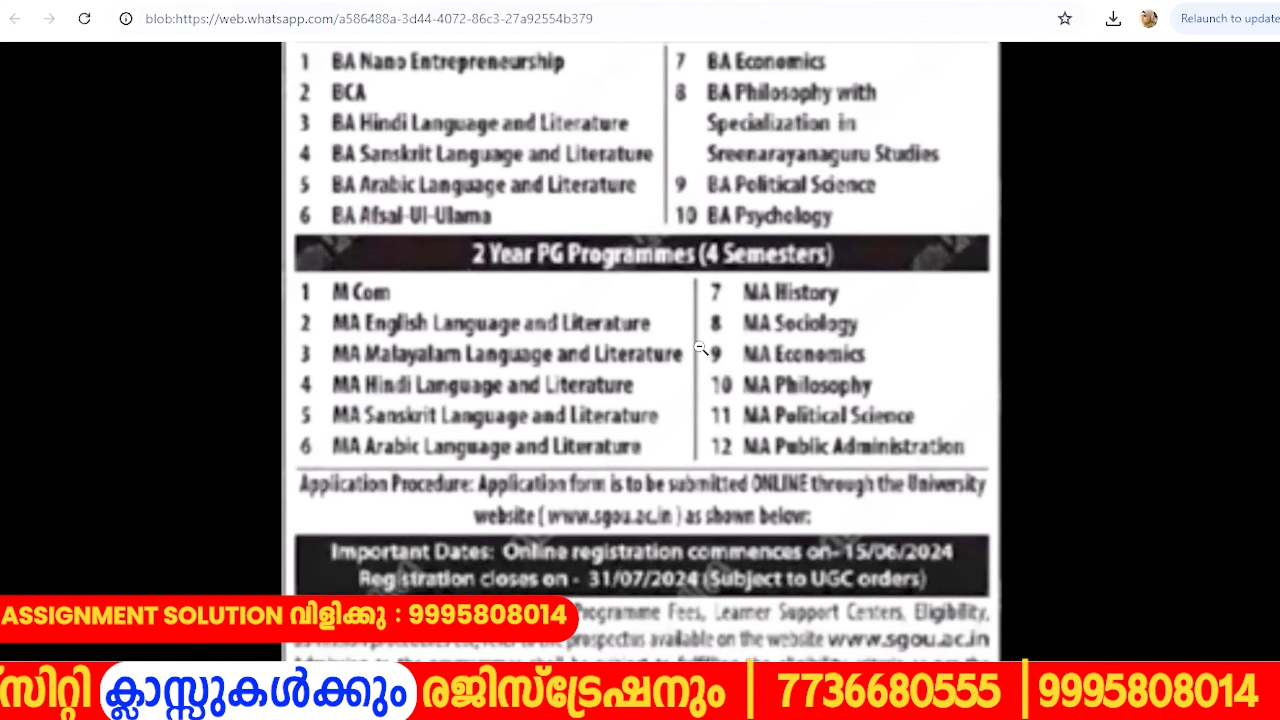 blob:https://web.whatsapp.com/a586488a-3d44-4072-86c3-27a92554b379
Relaunch to update
1 BA Nano Entrepreneurship
2 BCA
3 BA Hindi Language and Literature
4 BA Sanskrit Language and Literature
5 BA Arabic Language and Literature
6 BA Afsal-Ul-Ulama
7 BA Economics
8 BA Philosophy with
Specialization in
Sreenarayanaguru Studies
9 BA Political Science
10 BA Psychology
2 Year PG Programmes (4 Semesters)
1 M Com
2 MA English Language and Literature
3 MA Malayalam Language and Literature
4 MA Hindi Language and Literature
5 MA Sanskrit Language and Literature
6 MA Arabic Language and Literature
7 MA History
8 MA Sociology
9 MA Economics
10 MA Philosophy
11 MA Political Science
12 MA Public Administration
Application Procedure: Application form is to be submitted ONLINE through the University
website ( www.sgou.ac.in ) as shown below:
Important Dates: Online registration commences on- 15/06/2024
Registration closes on - 31/07/2024 (Subject to UGC orders)
Programme Fees, Learner Support Centers, Eligibility,
prospectus available on the website www.sgou.ac.in
ASSIGNMENT SOLUTION വിളിക്കു : 9995808014
സിറ്റി ക്ലാസ്സുകൾക്കും രജിസ്ട്രേഷനും | 7736680555 | 9995808014